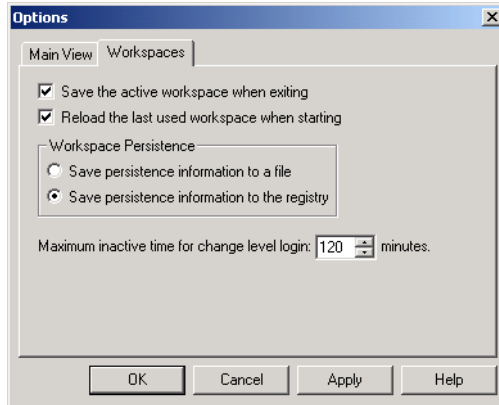 Options
Main View Workspaces
Save the active workspace when exiting
Reload the last used workspace when starting
Workspace Persistence
Save persistence information to a file
Save persistence information to the registry
Maximum inactive time for change level login: 120 minutes.
OK Cancel Apply Help